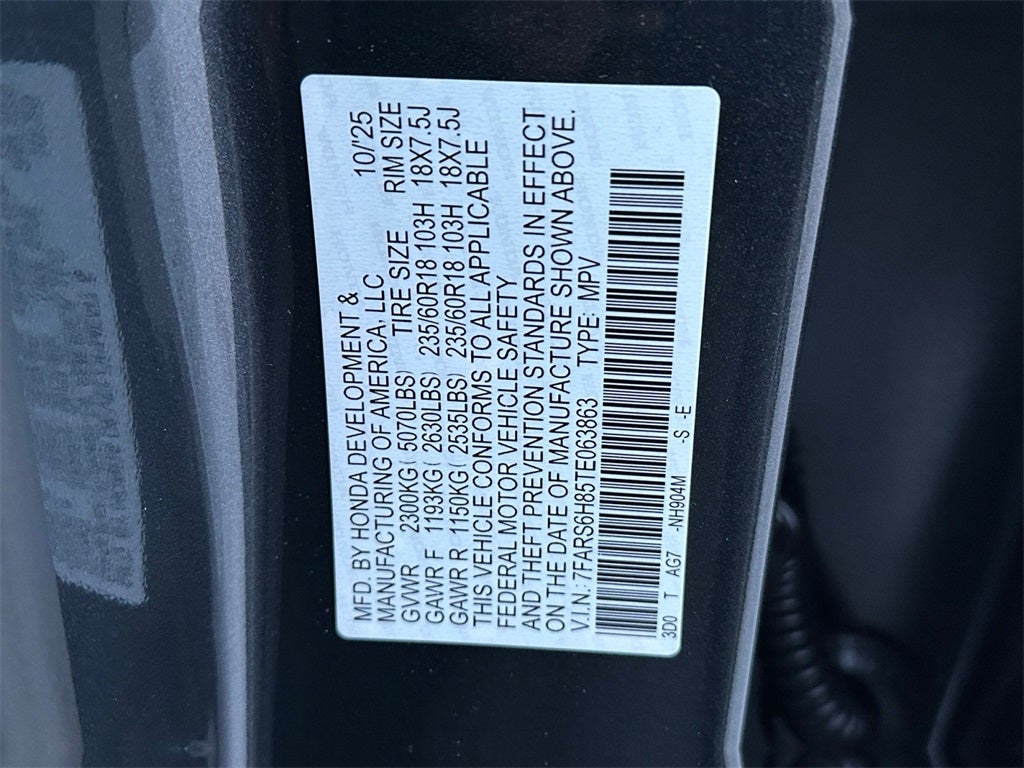 MFD. BY HONDA DEVELOPMENT &
MANUFACTURING OF AMERICA, LLC 10/'25
GVWR 2300KG( 5070LBS) TIRE SIZE RIM SIZE
GAWR F 1193KG( 2630LBS) 235/60R18 103H 18X7.5J
GAWR R 1150KG( 2535LBS) 235/60R18 103H 18X7.5J
THIS VEHICLE CONFORMS TO ALL APPLICABLE
FEDERAL MOTOR VEHICLE SAFETY
AND THEFT PREVENTION STANDARDS IN EFFECT
ON THE DATE OF MANUFACTURE SHOWN ABOVE.
V.I.N.: 7FARS6H85TE063863 TYPE: MPV
3D0 T AG7 -NH904M -S -E